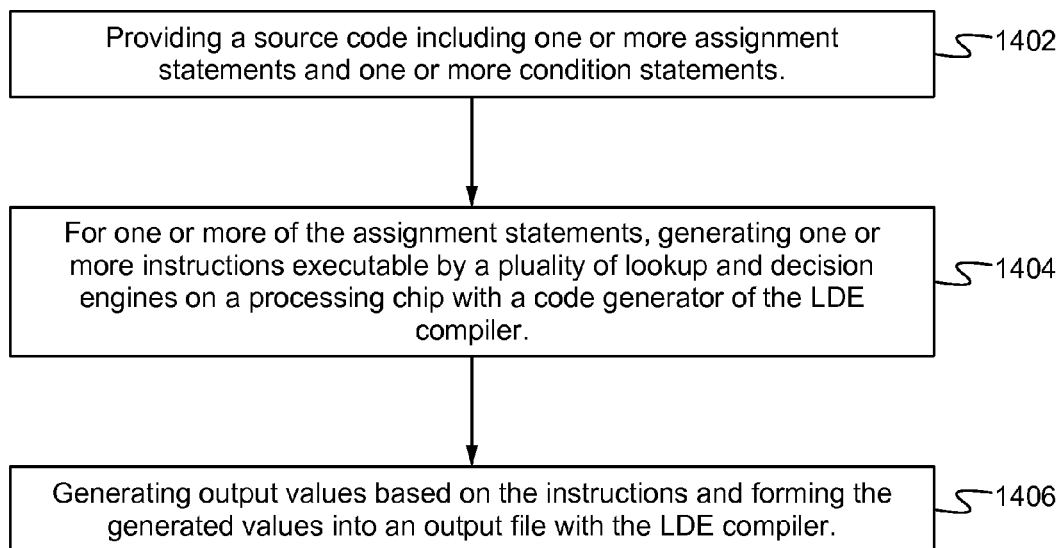 Providing a source code including one or more assignment
statements and one or more condition statements.
1402
For one or more of the assignment statements, generating one or
more instructions executable by a pluality of lookup and decision
engines on a processing chip with a code generator of the LDE
compiler.
1404
Generating output values based on the instructions and forming the
generated values into an output file with the LDE compiler.
1406